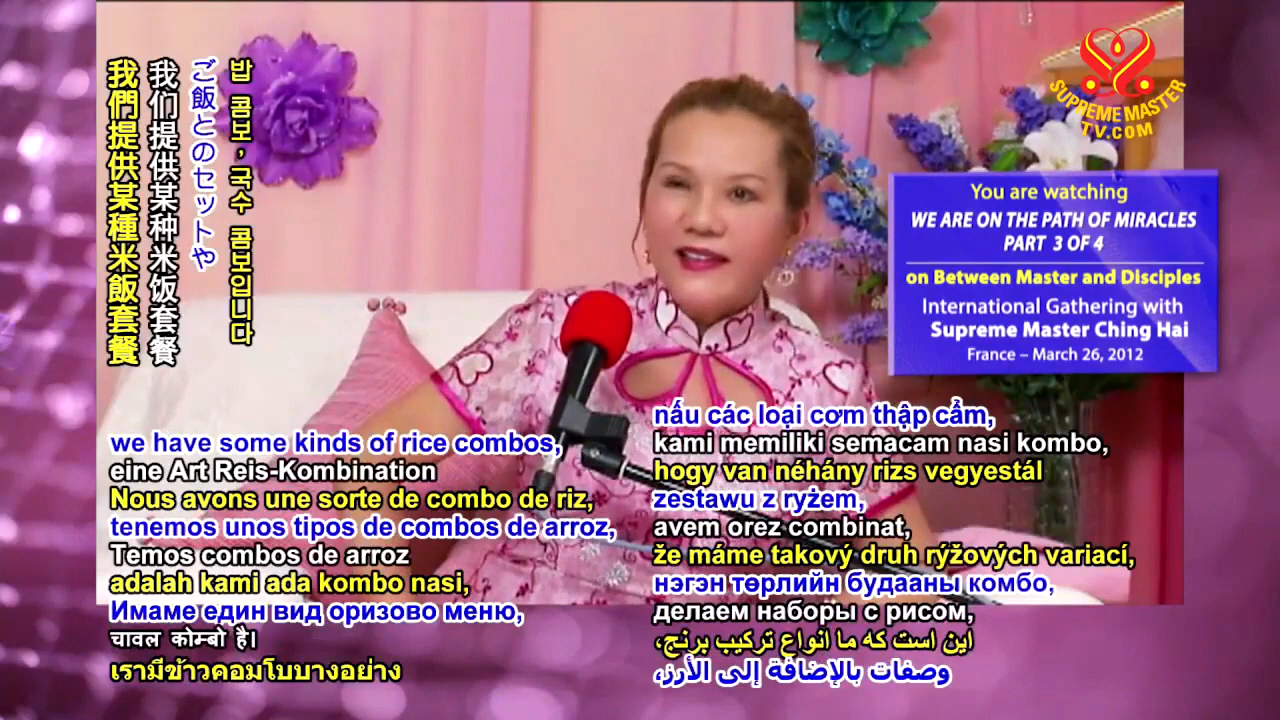 我們提供某種米飯套餐
我们提供某种米饭套餐
ご飯とのセットや
밥 콤보, 국수 콤보입니다
SUPREME MASTER
TV.COM
You are watching
WE ARE ON THE PATH OF MIRACLES
PART 3 OF 4
on Between Master and Disciples
International Gathering with
Supreme Master Ching Hai
France – March 26, 2012
we have some kinds of rice combos,
eine Art Reis-Kombination
Nous avons une sorte de combo de riz,
tenemos unos tipos de combos de arroz,
Temos combos de arroz
adalah kami ada kombo nasi,
Имаме един вид оризово меню,
चावल कोम्बो है।
เรามีข้าวคอมโบบางอย่าง
nấu các loại cơm thập cẩm,
kami memiliki semacam nasi kombo,
hogy van néhány rizs vegyestál
zestawu z ryżem,
avem orez combinat,
že máme takový druh rýžových variací,
нэгэн төрлийн будааны комбо,
делаем наборы с рисом,
این است که ما انواع ترکیب برنج،
وصفات بالإضافة إلى الأرز،